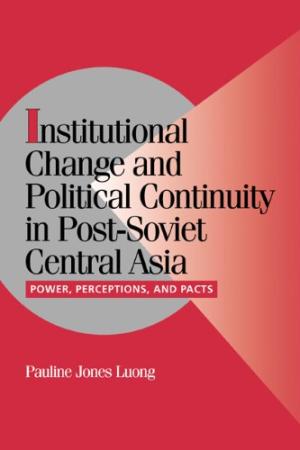 Institutional
Change and
Political Continuity
in Post-Soviet
Central Asia
POWER, PERCEPTIONS, AND PACTS
Pauline Jones Luong